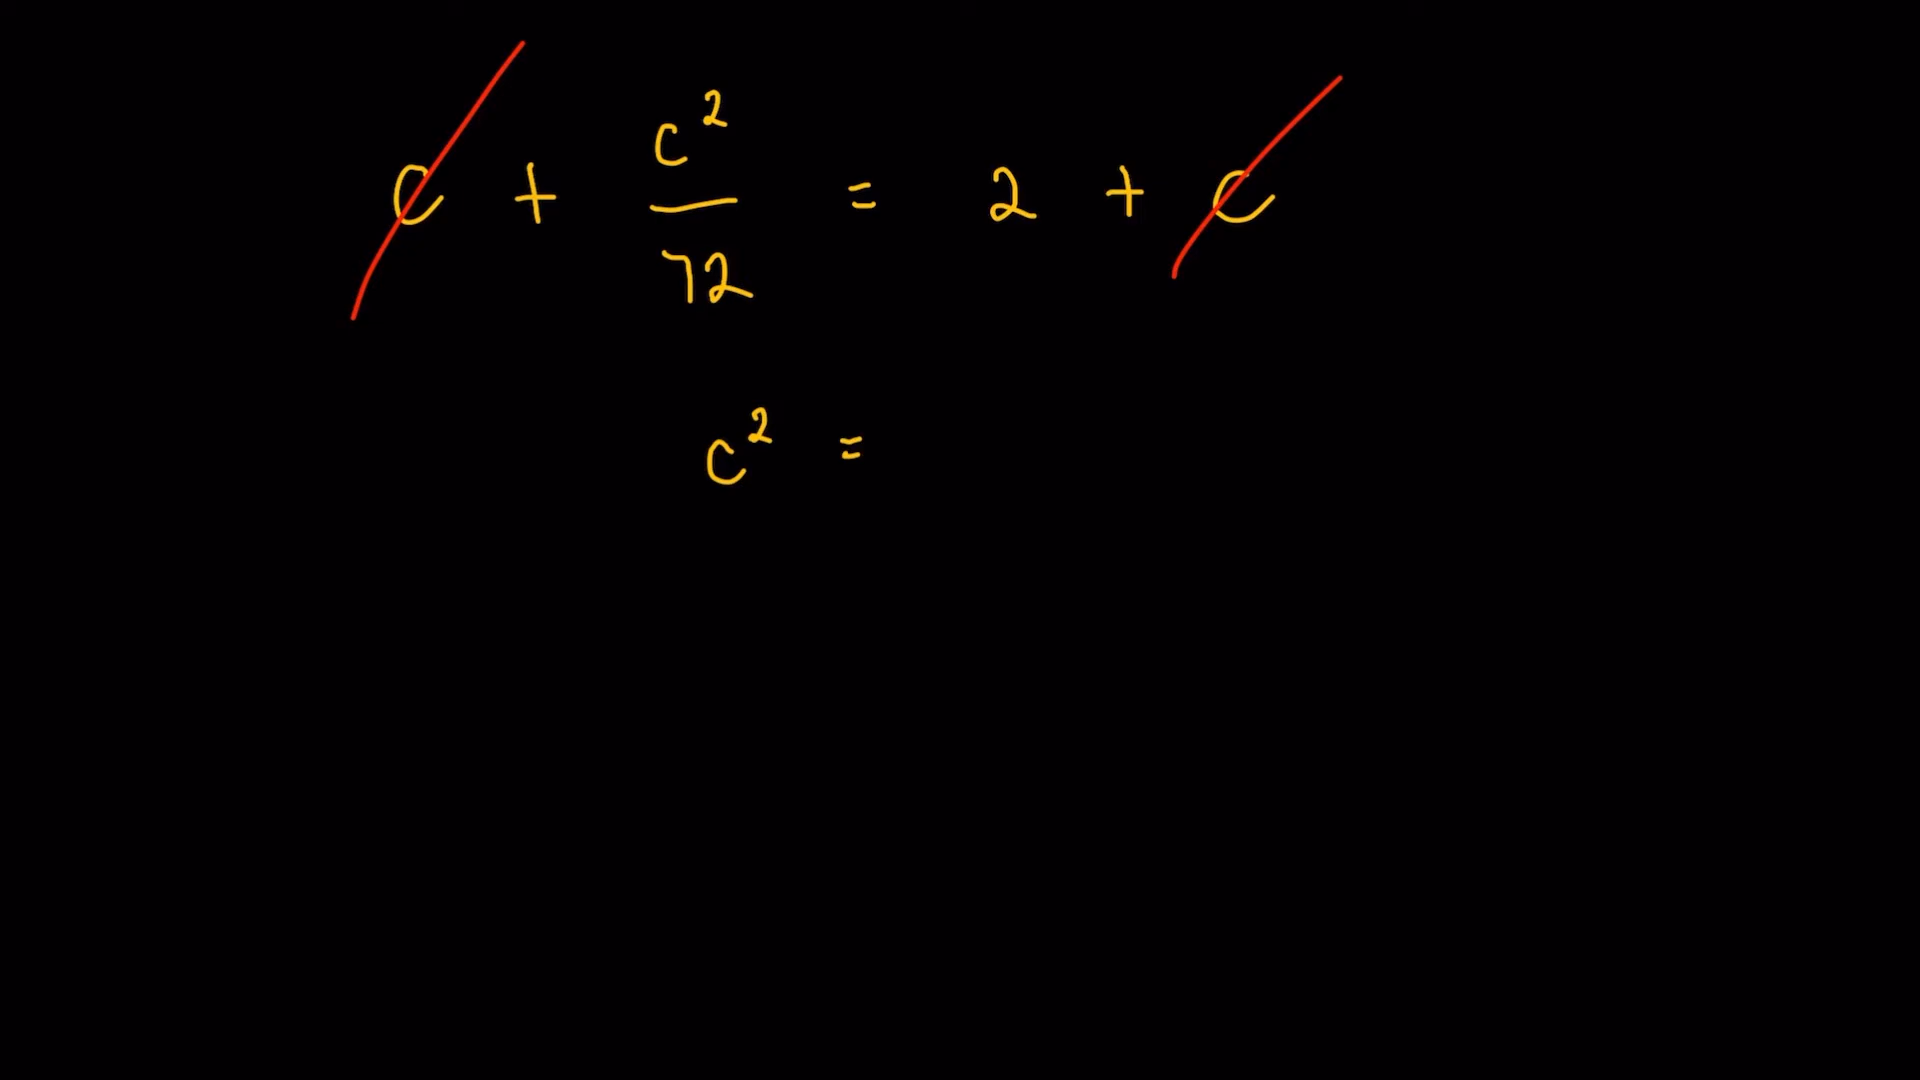 c + c²/72 = 2 + c
c² =